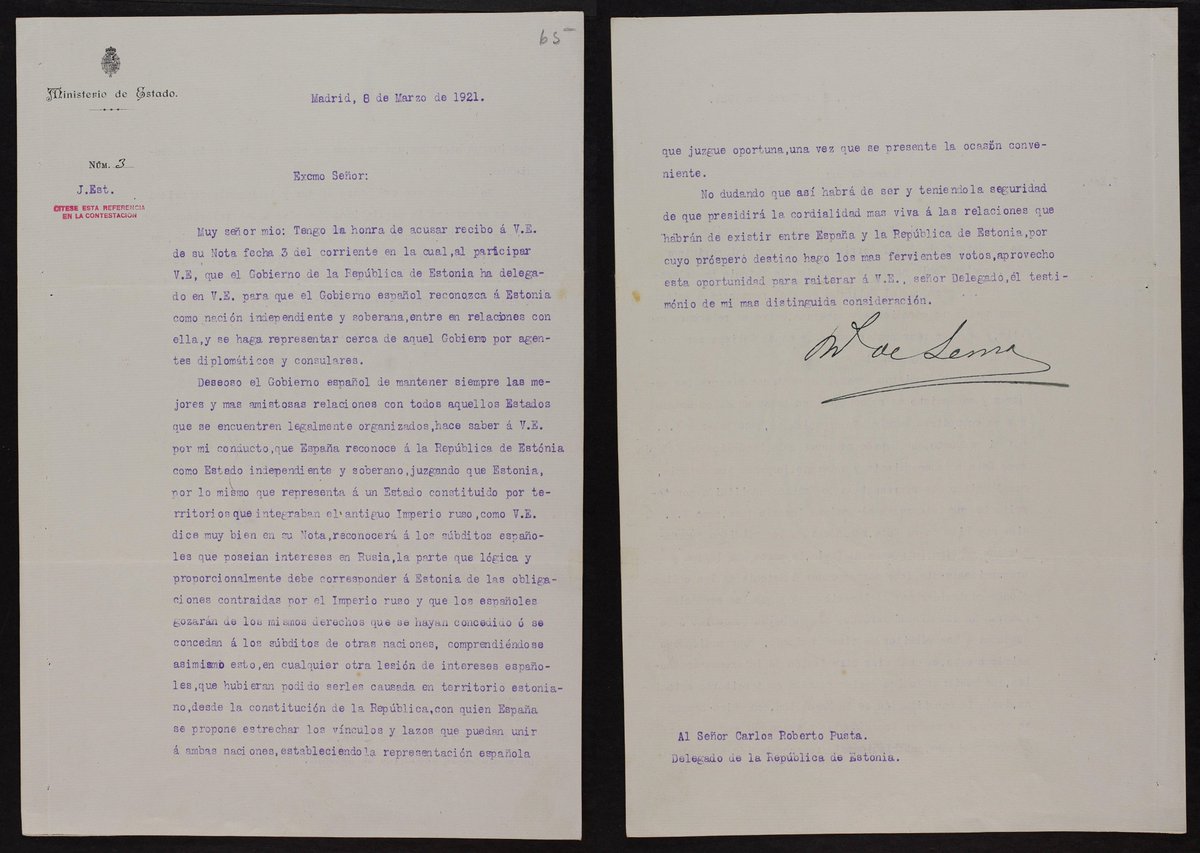 65
Ministerio de Estado.
Madrid, 8 de Marzo de 1921.
NÚM. 3
J.Est.
CÍTESE ESTA REFERENCIA
EN LA CONTESTACIÓN
Excmo Señor:
Muy señor mio: Tengo la honra de acusar recibo á V.E.
de su Nota fecha 3 del corriente en la cual,al participar
V.E, que el Gobierno de la República de Estonia ha delega-
do en V.E. para que el Gobierno español reconozca á Estonia
como nación independiente y soberana,entre en relaciones con
ella,y se haga representar cerca de aquel Gobierno por agen-
tes diplomáticos y consulares.
Deseoso el Gobierno español de mantener siempre las me-
jores y mas amistosas relaciones con todos aquellos Estados
que se encuentren legalmente organizados,hace saber á V.E.
por mi conducto,que España reconoce á la República de Estónia
como Estado independiente y soberano,juzgando que Estonia,
por lo mismo que representa á un Estado constituido por te-
rritorios que integraban el antiguo Imperio ruso,como V.E.
dice muy bien en su Nota,reconocerá á los súbditos españo-
les que poseian intereses en Rusia,la parte que lógica y
proporcionalmente debe corresponder á Estonia de las obliga-
ciones contraidas por el Imperio ruso y que los españoles
gozarán de los mismos derechos que se hayan concedido ó se
concedan á los súbditos de otras naciones, comprendiéndose
asimismo esto,en cualquier otra lesión de intereses españo-
les,que hubieran podido serles causada en territorio estonia-
no,desde la constitución de la República,con quien España
se propone estrechar los vínculos y lazos que puedan unir
á ambas naciones,estableciendo la representación española
que juzgue oportuna,una vez que se presente la ocasón conve-
niente.
No dudando que así habrá de ser y teniendo la seguridad
de que presidirá la cordialidad mas viva á las relaciones que
habrán de existir entre España y la República de Estonia,por
cuyo próspero destino hago los mas fervientes votos,aprovecho
esta oportunidad para raiterar á V.E., señor Delegado,él testi-
mónio de mi mas distinguida consideración.
M de Lema
Al Señor Carlos Roberto Pusta.
Delegado de la República de Estonia.